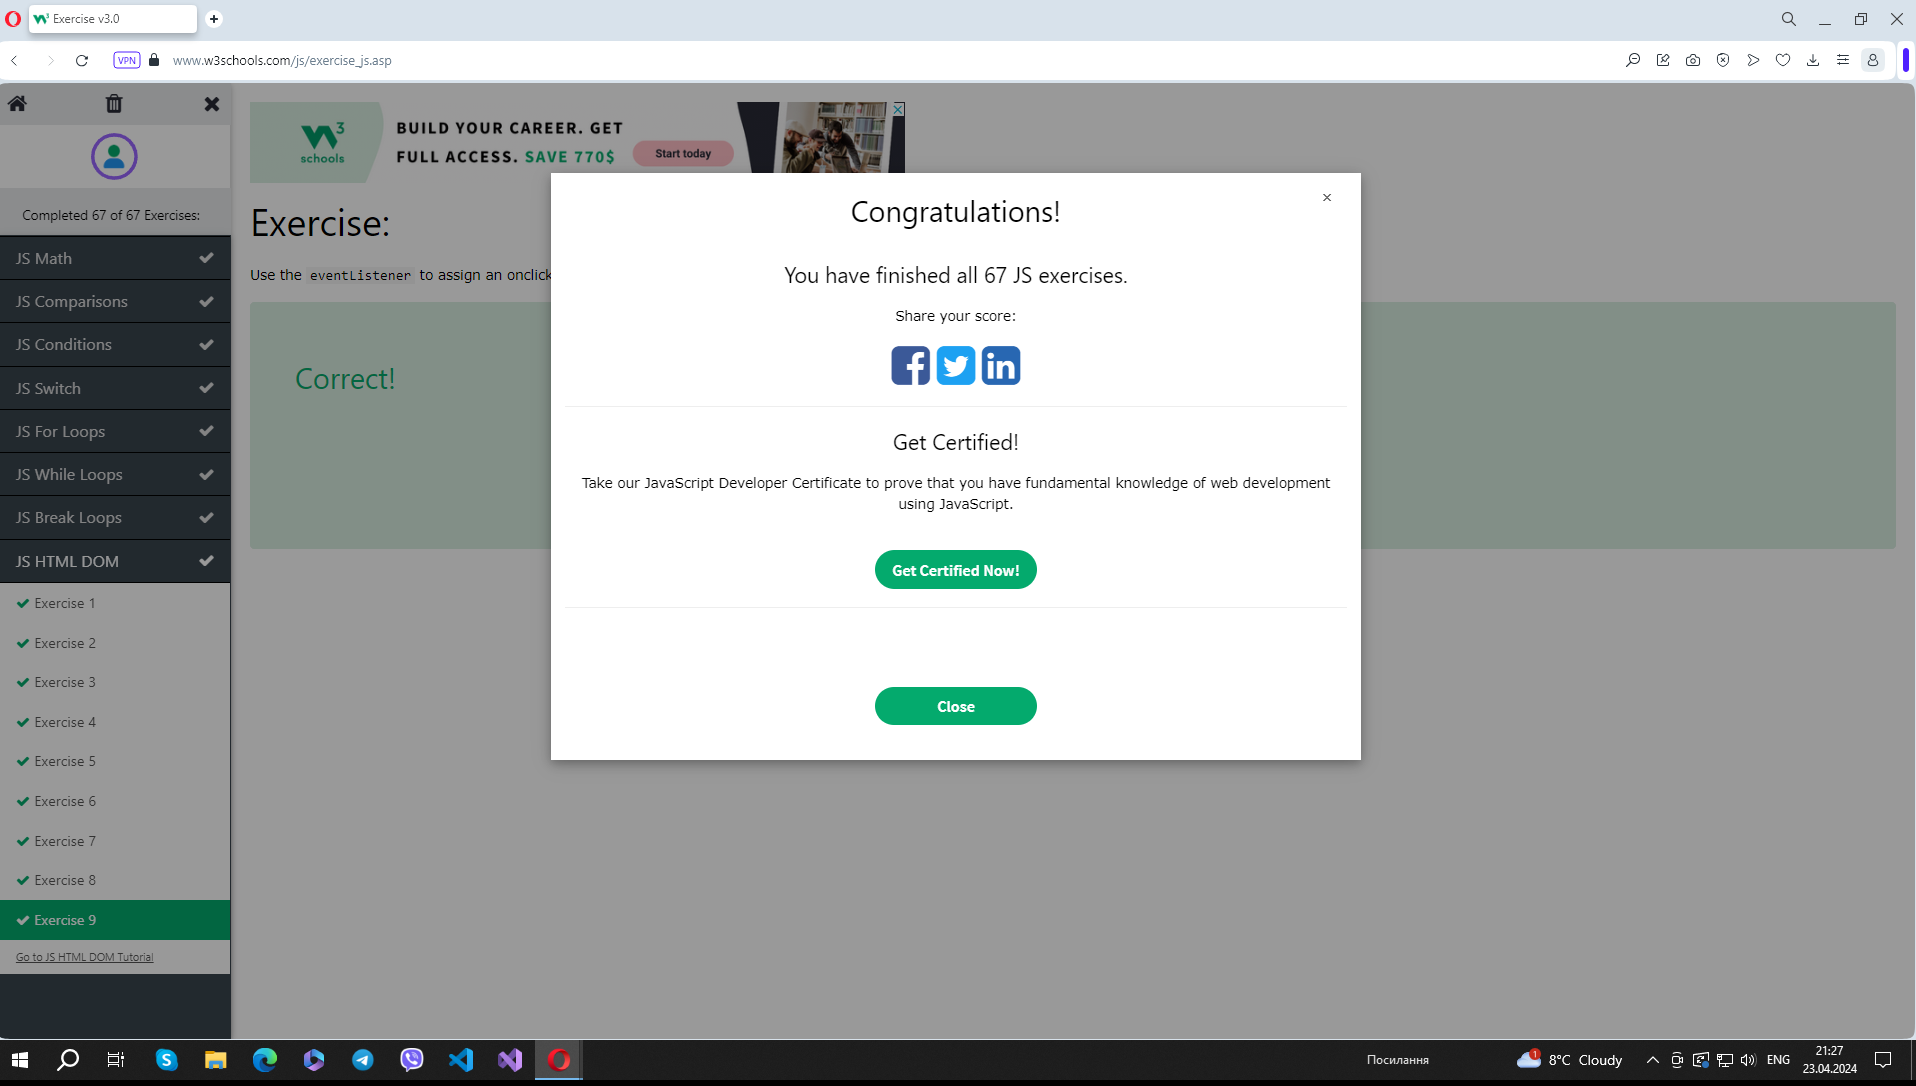 Exercise v3.0
VPN
www.w3schools.com/js/exercise_js.asp
Completed 67 of 67 Exercises:
JS Math
JS Comparisons
JS Conditions
JS Switch
JS For Loops
JS While Loops
JS Break Loops
JS HTML DOM
Exercise 1
Exercise 2
Exercise 3
Exercise 4
Exercise 5
Exercise 6
Exercise 7
Exercise 8
Exercise 9
Go to JS HTML DOM Tutorial
W3
schools
BUILD YOUR CAREER. GET
FULL ACCESS. SAVE 770$
Start today
Exercise:
Use the eventListener to assign an onclick
Correct!
Congratulations!
You have finished all 67 JS exercises.
Share your score:
Get Certified!
Take our JavaScript Developer Certificate to prove that you have fundamental knowledge of web development
using JavaScript.
Get Certified Now!
Close
Посилання
1
8°C Cloudy
ENG
21:27
23.04.2024